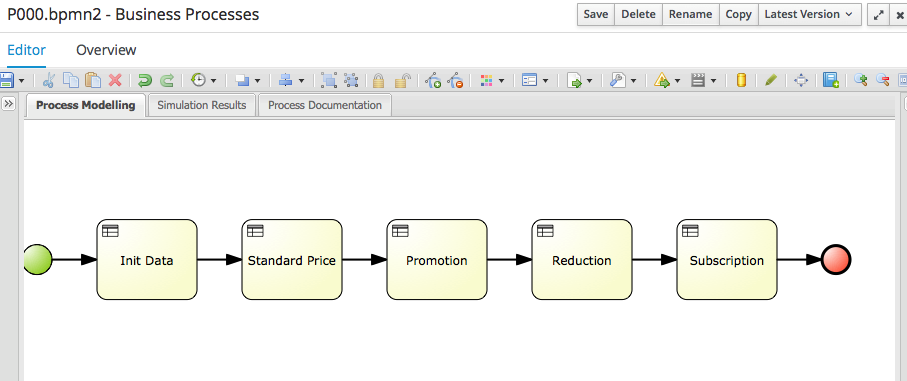 P000.bpmn2 - Business Processes
Save Delete Rename Copy Latest Version
Editor Overview
Process Modelling Simulation Results Process Documentation
Init Data Standard Price Promotion Reduction Subscription